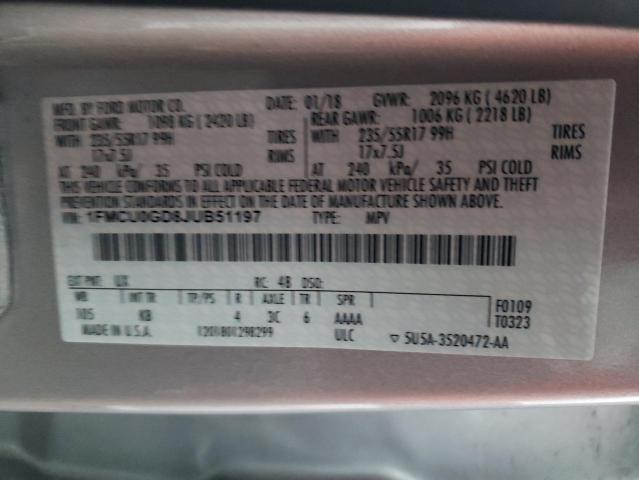 MFD. BY FORD MOTOR CO. DATE: 01/18 GVWR: 2096 KG ( 4620 LB)
FRONT GAWR: 1098 KG ( 2420 LB) REAR GAWR: 1006 KG ( 2218 LB)
WITH 235/55R17 99H TIRES WITH 235/55R17 99H TIRES
17x7.5J RIMS 17x7.5J RIMS
AT 240 kPa/ 35 PSI COLD AT 240 kPa/ 35 PSI COLD
THIS VEHICLE CONFORMS TO ALL APPLICABLE FEDERAL MOTOR VEHICLE SAFETY AND THEFT
PREVENTION STANDARDS IN EFFECT ON THE DATE OF MANUFACTURE SHOWN ABOVE.
VIN: 1FMCU0GD8JUB51197 TYPE: MPV
EXT PNT: UX RC: 48 DSO:
WB INT TR TP/PS R AXLE TR SPR F0109
105 KB 4 3C 6 AAAA T0323
MADE IN U.S.A. ULC 5U5A-3520472-AA